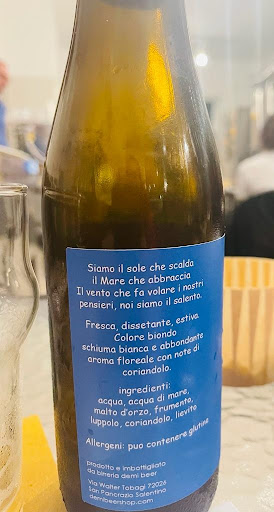 Siamo il sole che scalda
il Mare che abbraccia
Il vento che fa volare i nostri
pensieri, noi siamo il salento.
Fresca, dissetante, estiva.
Colore biondo
schiuma bianca e abbondante
aroma floreale con note di
coriandolo.
ingredienti:
acqua, acqua di mare,
malto d'orzo, frumento,
luppolo, coriandolo, lievito
Allergeni: puo contenere glutine
prodotto e imbottigliato
da birreria demi beer
Via Walter Tobagi 72026
San Pancrazio Salentino
demibeershop.com